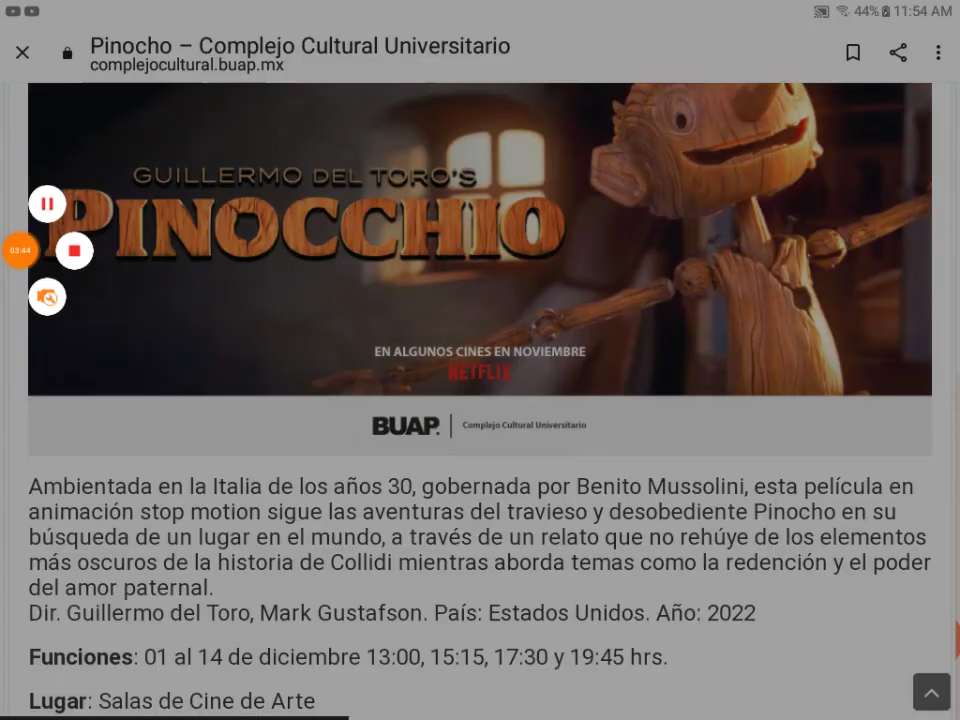 44% 11:54 AM
Pinocho – Complejo Cultural Universitario
complejocultural.buap.mx
GUILLERMO DEL TORO'S
PINOCCHIO
03:44
EN ALGUNOS CINES EN NOVIEMBRE
NETFLIX
BUAP. | Complejo Cultural Universitario
Ambientada en la Italia de los años 30, gobernada por Benito Mussolini, esta película en
animación stop motion sigue las aventuras del travieso y desobediente Pinocho en su
búsqueda de un lugar en el mundo, a través de un relato que no rehúye de los elementos
más oscuros de la historia de Collidi mientras aborda temas como la redención y el poder
del amor paternal.
Dir. Guillermo del Toro, Mark Gustafson. País: Estados Unidos. Año: 2022
Funciones: 01 al 14 de diciembre 13:00, 15:15, 17:30 y 19:45 hrs.
Lugar: Salas de Cine de Arte